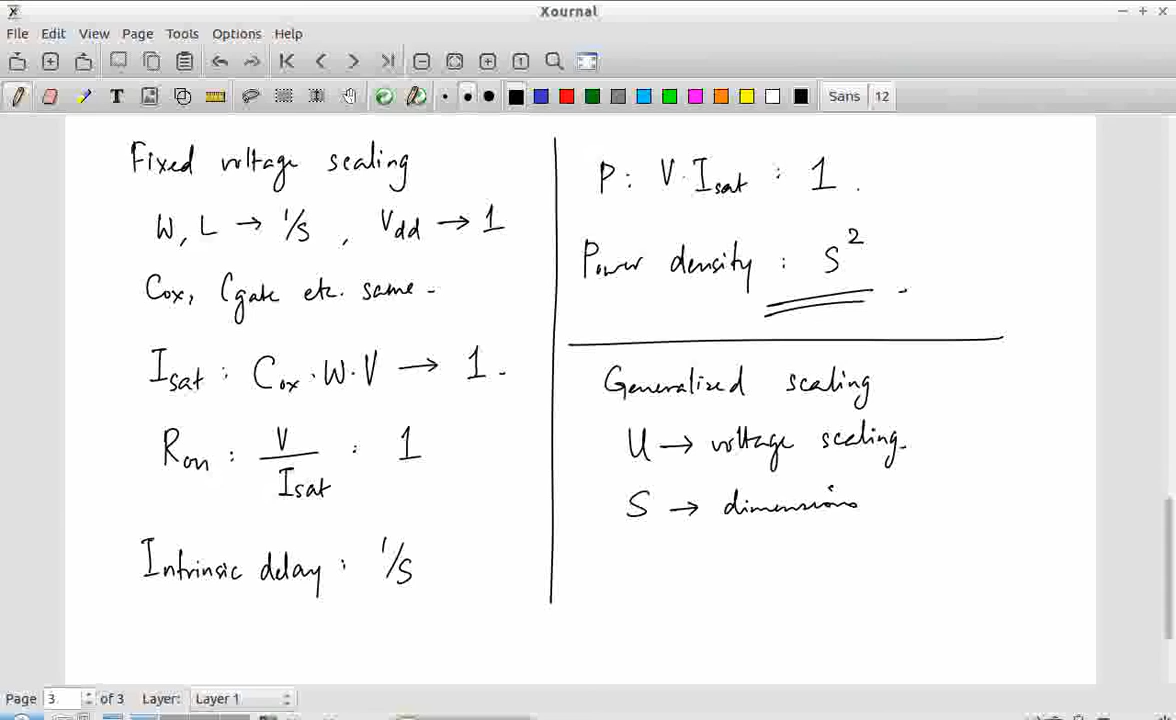 Xournal
File Edit View Page Tools Options Help
Sans 12
Fixed voltage scaling
W, L → 1/S , Vdd → 1
Cox, Cgate etc. same -
Isat : Cox · W · V → 1 .
Ron : V / Isat : 1
Intrinsic delay : 1/S
P : V · Isat : 1 .
Power density : S² .
Generalized scaling
U → voltage scaling.
S → dimensions
Page 3 of 3 Layer: Layer 1